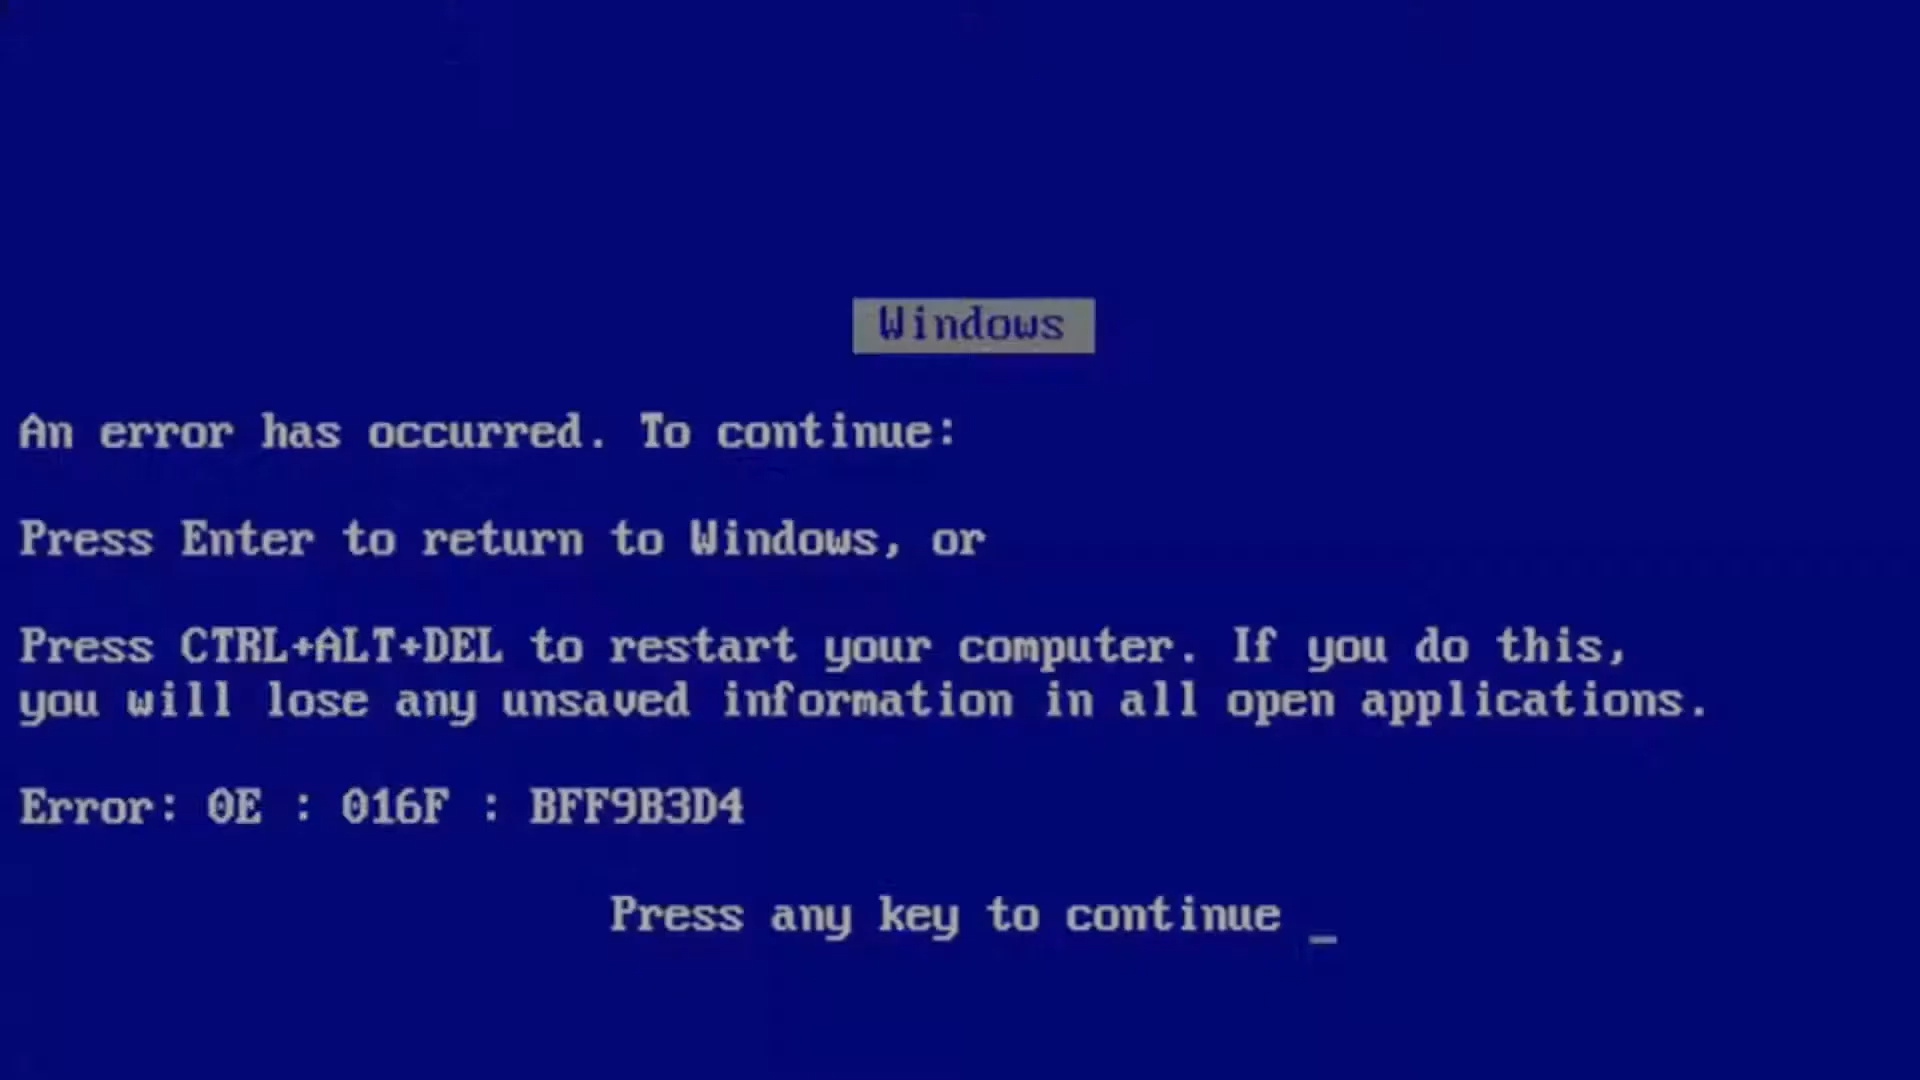 Windows
An error has occurred. To continue:
Press Enter to return to Windows, or
Press CTRL+ALT+DEL to restart your computer. If you do this,
you will lose any unsaved information in all open applications.
Error: 0E : 016F : BFF9B3D4
Press any key to continue _